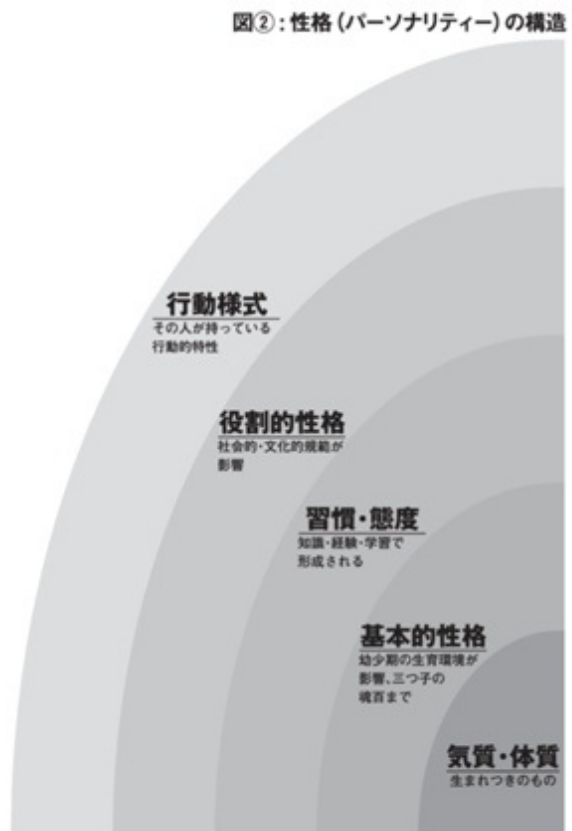 図②:性格(パーソナリティー)の構造
行動様式
その人が持っている
行動的特性
役割的性格
社会的・文化的規範が
影響
習慣・態度
知識・経験・学習で
形成される
基本的性格
幼少期の生育環境が
影響、三つ子の
魂百まで
気質・体質
生まれつきのもの